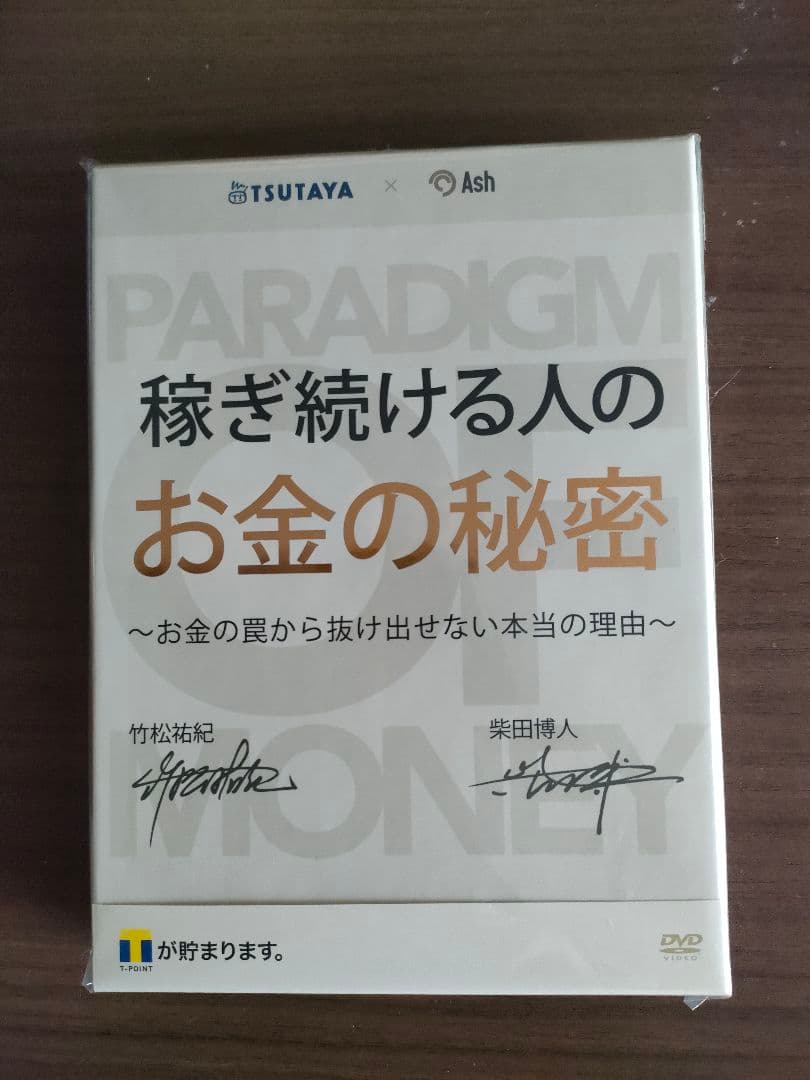 TSUTAYA × Ash
PARADIGM
OF
MONEY
稼ぎ続ける人の
お金の秘密
〜お金の罠から抜け出せない本当の理由〜
竹松祐紀
柴田博人
T
T-POINT
が貯まります。
DVD
VIDEO